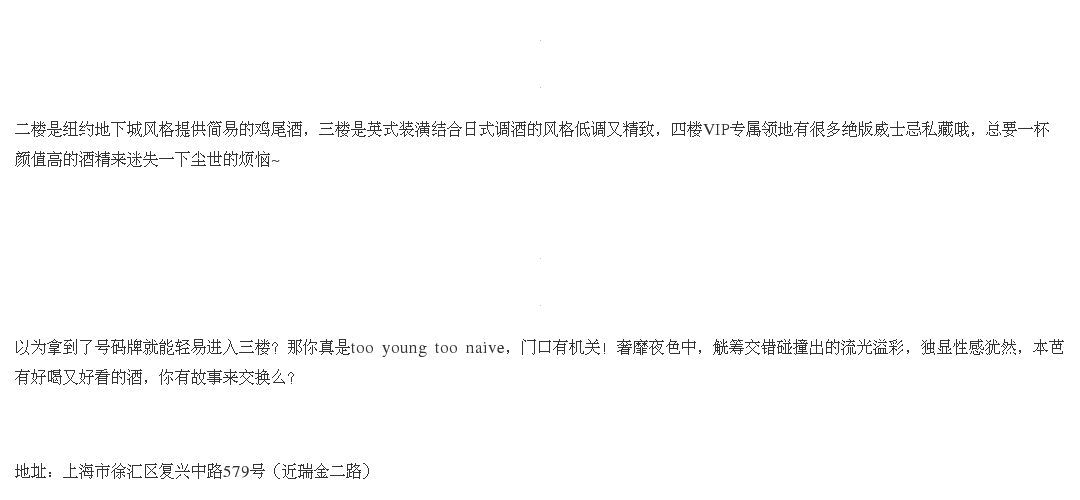 二楼是纽约地下城风格提供简易的鸡尾酒，三楼是英式装潢结合日式调酒的风格低调又精致，四楼VIP专属领地有很多绝版威士忌私藏哦，总要一杯
颜值高的酒精来迷失一下尘世的烦恼~
以为拿到了号码牌就能轻易进入三楼？那你真是too young too naive，门口有机关！奢靡夜色中，觥筹交错碰撞出的流光溢彩，独显性感犹然，本芭
有好喝又好看的酒，你有故事来交换么？
地址：上海市徐汇区复兴中路579号（近瑞金二路）